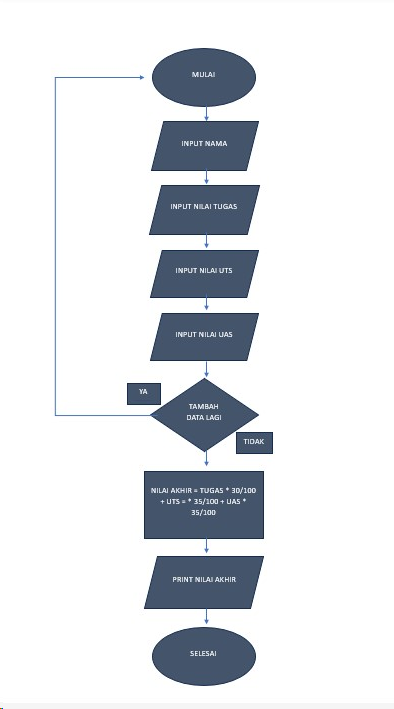 MULAI
INPUT NAMA
INPUT NILAI TUGAS
INPUT NILAI UTS
INPUT NILAI UAS
YA
TAMBAH
DATA LAGI
TIDAK
NILAI AKHIR = TUGAS * 30/100
+ UTS = * 35/100 + UAS *
35/100
PRINT NILAI AKHIR
SELESAI